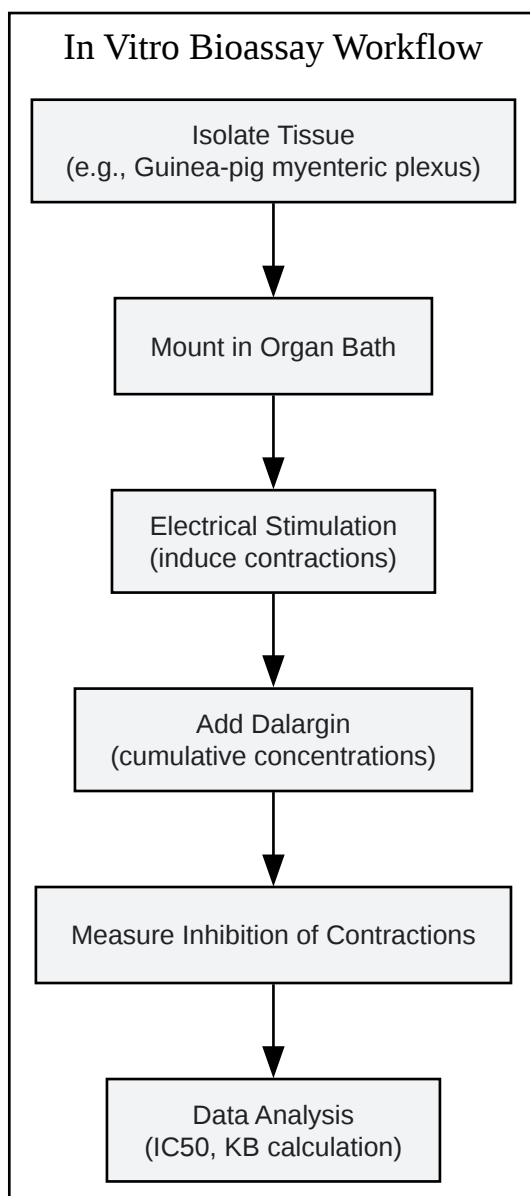 In Vitro Bioassay Workflow
Isolate Tissue
(e.g., Guinea-pig myenteric plexus)
Mount in Organ Bath
Electrical Stimulation
(induce contractions)
Add Dalargin
(cumulative concentrations)
Measure Inhibition of Contractions
Data Analysis
(IC50, KB calculation)